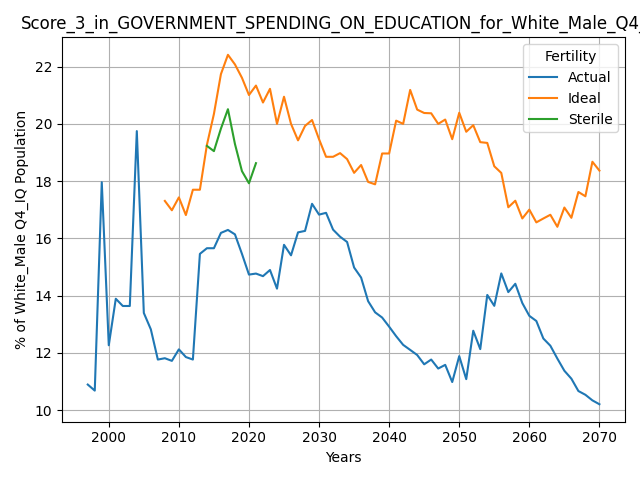 Score_3_in_GOVERNMENT_SPENDING_ON_EDUCATION_for_White_Male_Q4_
Fertility
Actual
Ideal
Sterile
% of White_Male Q4_IQ Population
22
20
18
16
14
12
10
2000 2010 2020 2030 2040 2050 2060 2070
Years